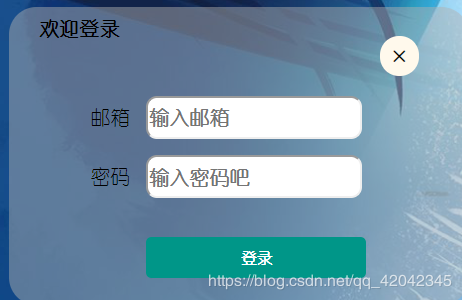 欢迎登录
×
邮箱 输入邮箱
密码 输入密码吧
登录
https://blog.csdn.net/qq_42042345